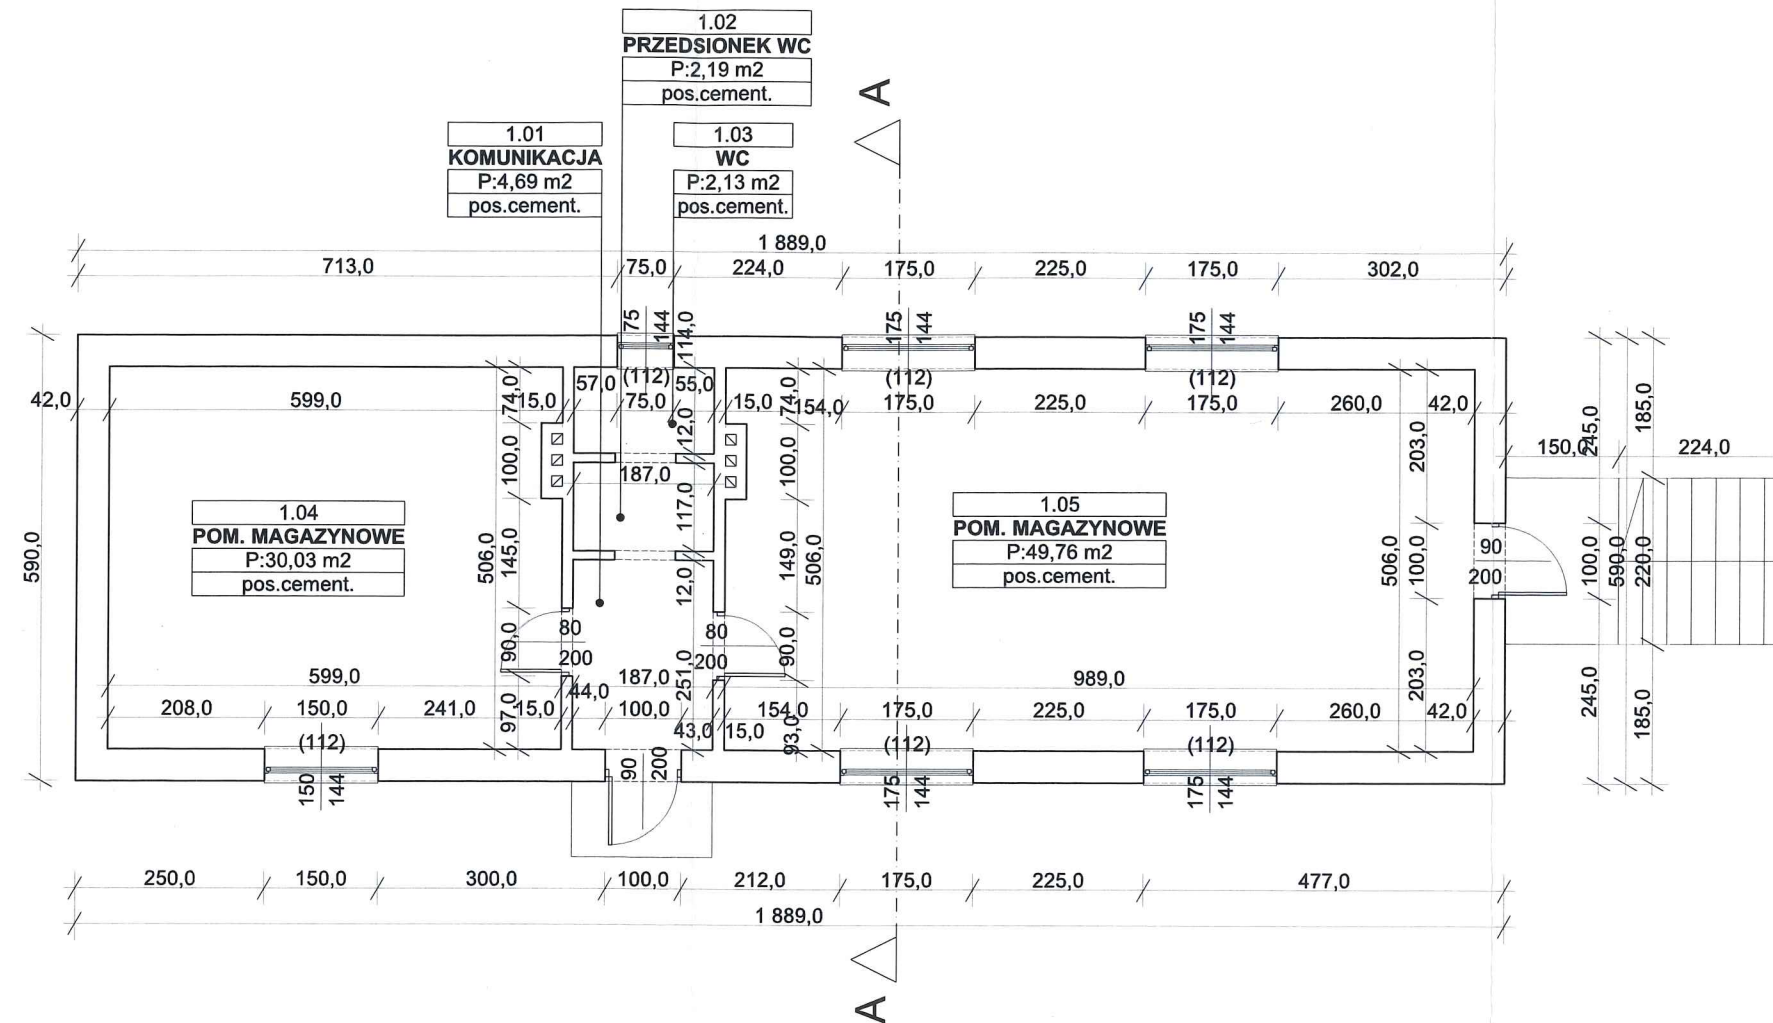 1.02
PRZEDSIONEK WC
P:2,19 m2
pos.cement.
A
1.01
KOMUNIKACJA
P:4,69 m2
pos.cement.
1.03
WC
P:2,13 m2
pos.cement.
1 889,0
713,0 75,0 224,0 175,0 225,0 175,0 302,0
75 144 114,0 175 144 175 144
(112) (112) (112)
42,0 599,0 15,0 57,0 75,0 55,0 15,0 154,0 175,0 225,0 175,0 260,0 42,0
74,0 12,0 74,0 203,0 245,0 185,0
150,0 224,0
100,0 187,0 100,0
1.04
POM. MAGAZYNOWE
P:30,03 m2
pos.cement.
1.05
POM. MAGAZYNOWE
P:49,76 m2
pos.cement.
590,0 506,0 145,0 117,0 149,0 506,0 506,0 100,0 90 200 100,0 590,0 220,0
12,0
80 200 80 200
90,0 251,0 90,0 203,0
599,0 187,0 989,0
208,0 150,0 241,0 15,0 44,0 100,0 43,0 15,0 154,0 175,0 225,0 175,0 260,0 42,0
97,0 93,0 245,0 185,0
(112) (112) (112)
150 144 90 200 175 144 175 144
250,0 150,0 300,0 100,0 212,0 175,0 225,0 477,0
1 889,0
A